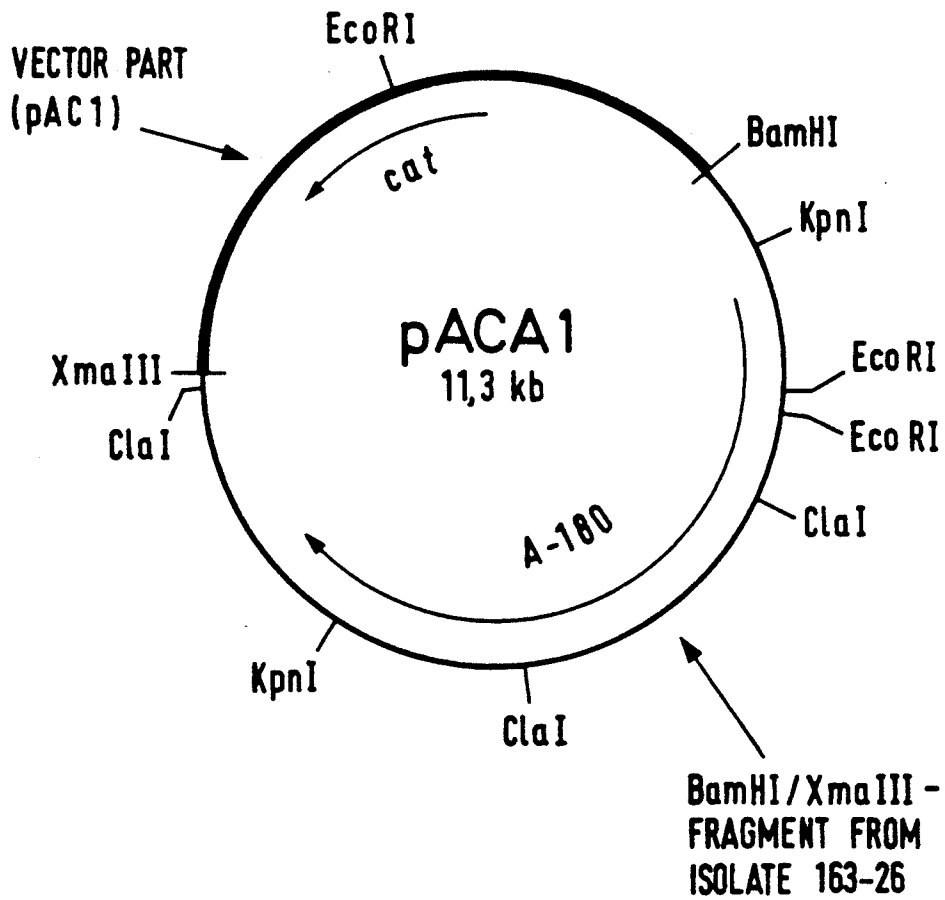 EcoRI
VECTOR PART
(pAC1)
BamHI
cat
KpnI
pACA1
11,3 kb
XmaIII
EcoRI
ClaI
EcoRI
ClaI
A-180
KpnI
ClaI
BamHI/XmaIII-
FRAGMENT FROM
ISOLATE 163-26